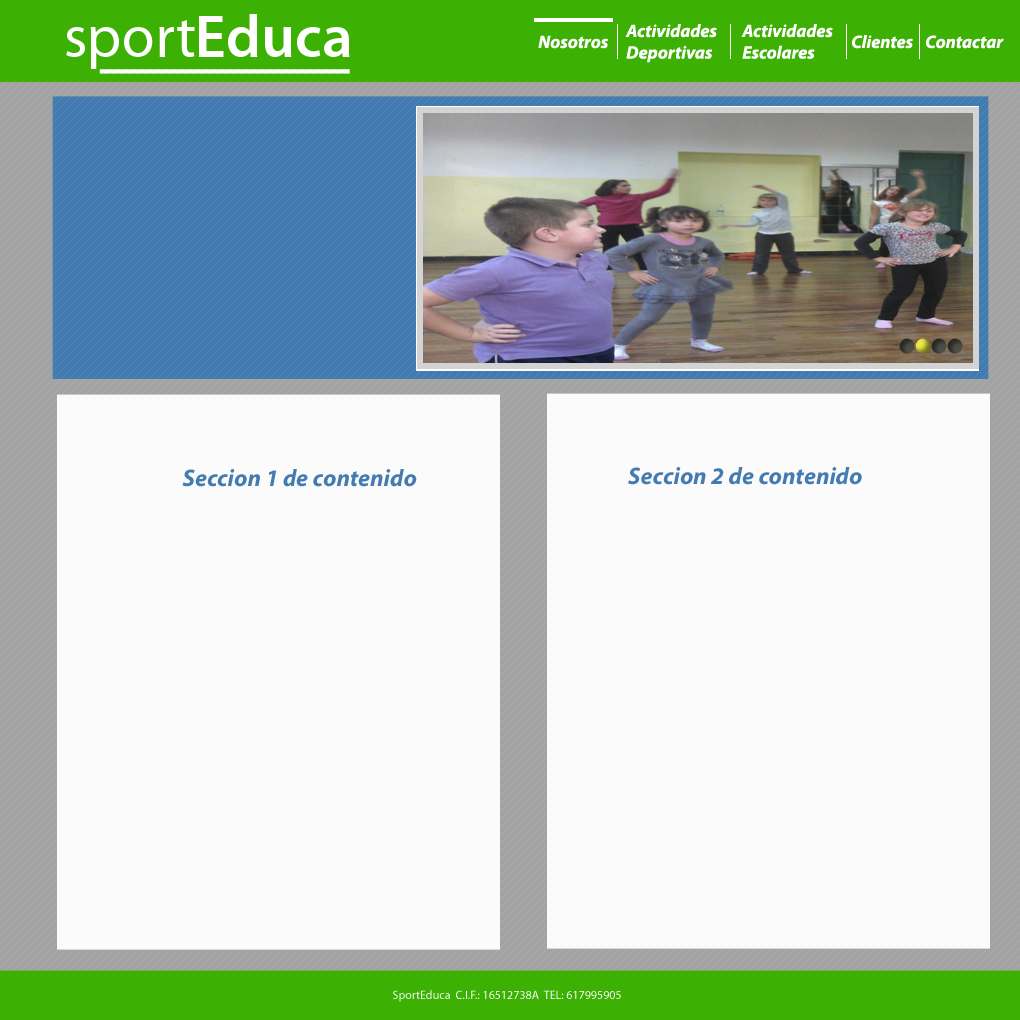 sportEduca
Nosotros
Actividades
Deportivas
Actividades
Escolares
Clientes
Contactar
Seccion 1 de contenido
Seccion 2 de contenido
SportEduca C.I.F.: 16512738A TEL: 617995905